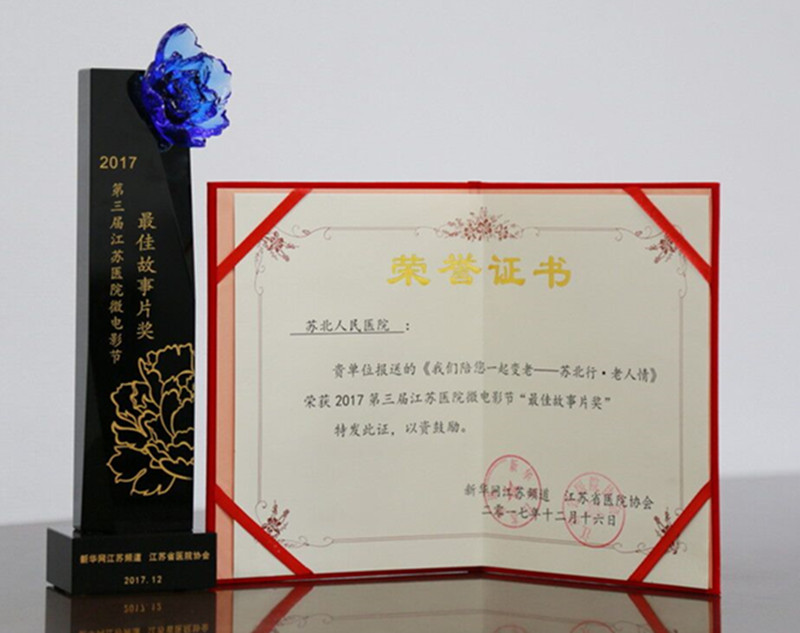 2017
第三届江苏医院微电影节
最佳故事片奖
新华网江苏频道 江苏省医院协会
2017.12
荣誉证书
苏北人民医院：
贵单位报送的《我们陪您一起变老——苏北行·老人情》
荣获2017第三届江苏医院微电影节“最佳故事片奖”
特发此证，以资鼓励。
新华网江苏频道 江苏省医院协会
二零一七年十二月十六日